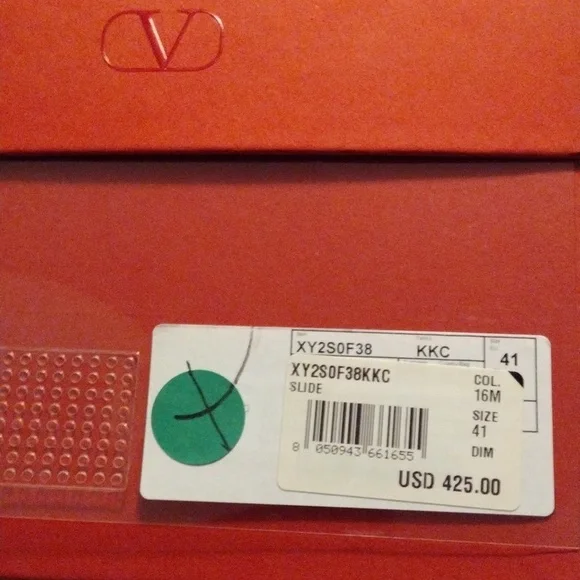 V
XY2S0F38 KKC 41
XY2S0F38KKC COL.
SLIDE 16M
SIZE
41
8 050943 661655 DIM
USD 425.00